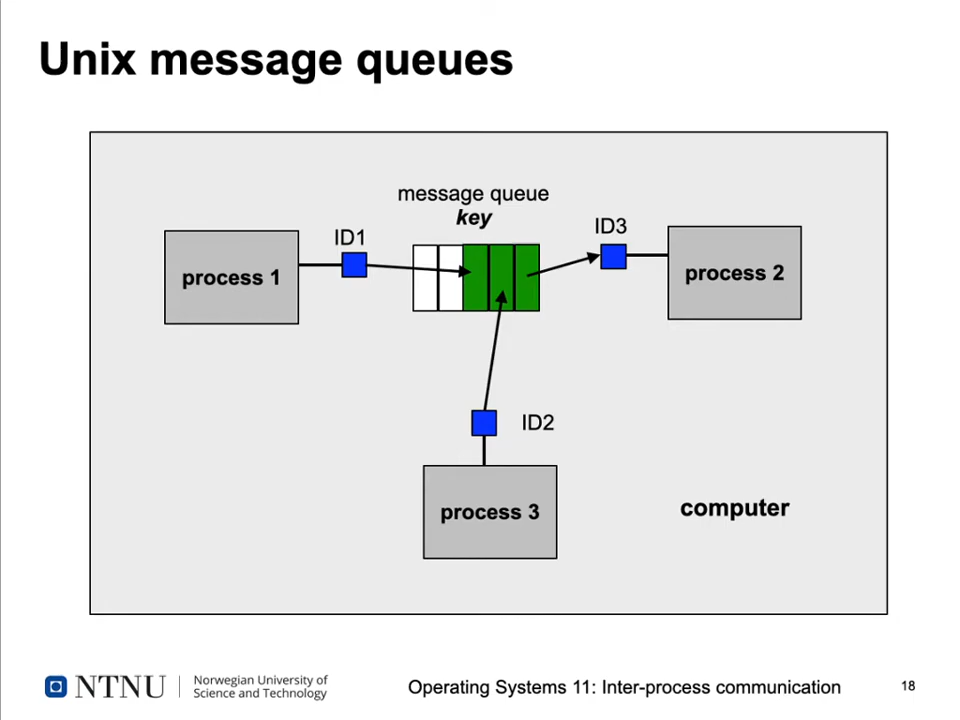 Unix message queues
message queue
key
ID1
ID3
process 1
process 2
ID2
process 3
computer
NTNU
Norwegian University of
Science and Technology
Operating Systems 11: Inter-process communication
18